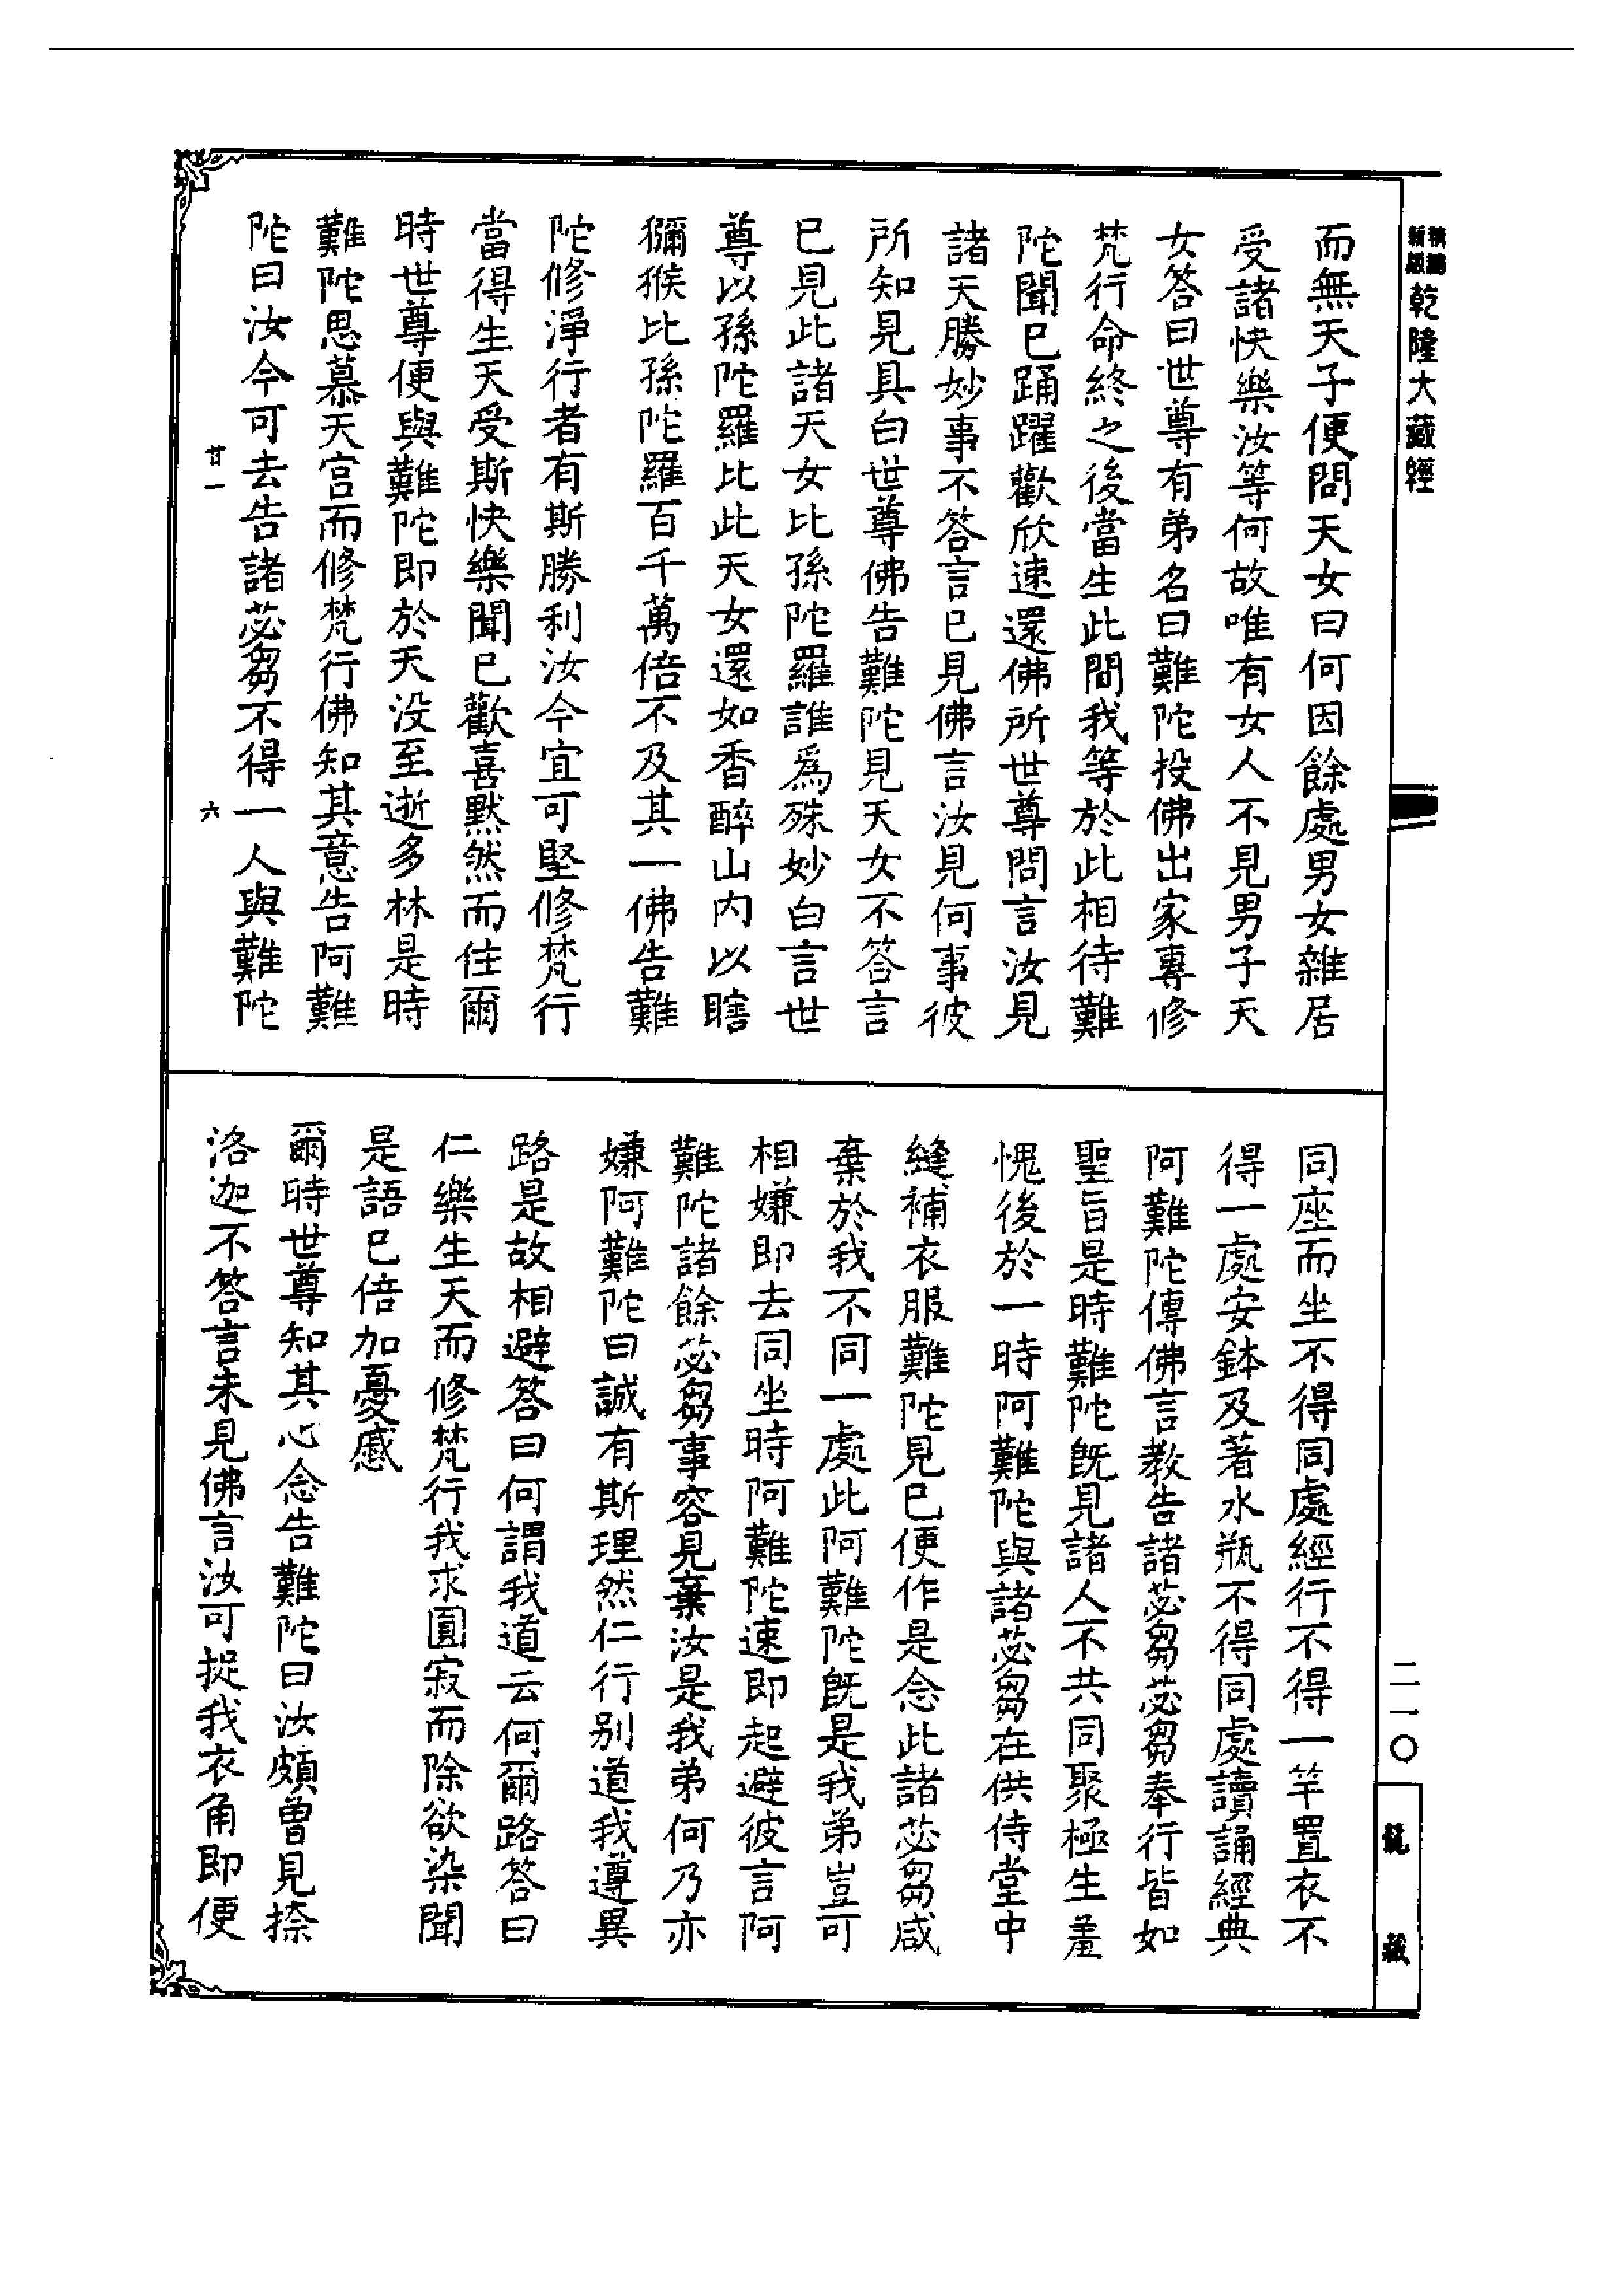 精編
新版
乾隆大藏經
而無天子便問天女曰何因餘處男女雜居
受諸快樂汝等何故唯有女人不見男子天
女答曰世尊有弟名曰難陀投佛出家專修
梵行命終之後當生此間我等於此相待難
陀聞已踊躍歡欣速還佛所世尊問言汝見
諸天勝妙事不答言已見佛言汝見何事彼
所知見具白世尊佛告難陀見天女不答言
已見此諸天女比孫陀羅誰為殊妙白言世
尊以孫陀羅比此天女還如香醉山內以瞎
獼猴比孫陀羅百千萬倍不及其一佛告難
陀修淨行者有斯勝利汝今宜可堅修梵行
當得生天受斯快樂聞已歡喜默然而住爾
時世尊便與難陀即於天沒至逝多林是時
難陀思慕天宮而修梵行佛知其意告阿難
陀曰汝今可去告諸苾芻不得一人與難陀
廿一
六
同座而坐不得同處經行不得一竿置衣不
得一處安鉢及著水瓶不得同處讀誦經典
阿難陀傳佛言教告諸苾芻苾芻奉行皆如
聖旨是時難陀既見諸人不共同聚極生羞
愧後於一時阿難陀與諸苾芻在供侍堂中
縫補衣服難陀見已便作是念此諸苾芻咸
棄於我不同一處此阿難陀既是我弟豈可
相嫌即去同坐時阿難陀速即起避彼言阿
難陀諸餘苾芻事容見棄汝是我弟何乃亦
嫌阿難陀曰誠有斯理然仁行別道我遵異
路是故相避答曰何謂我道云何爾路答曰
仁樂生天而修梵行我求圓寂而除欲染聞
是語已倍加憂慼
爾時世尊知其心念告難陀曰汝頗曾見捺
洛迦不答言未見佛言汝可捉我衣角即便
二一〇
龍藏